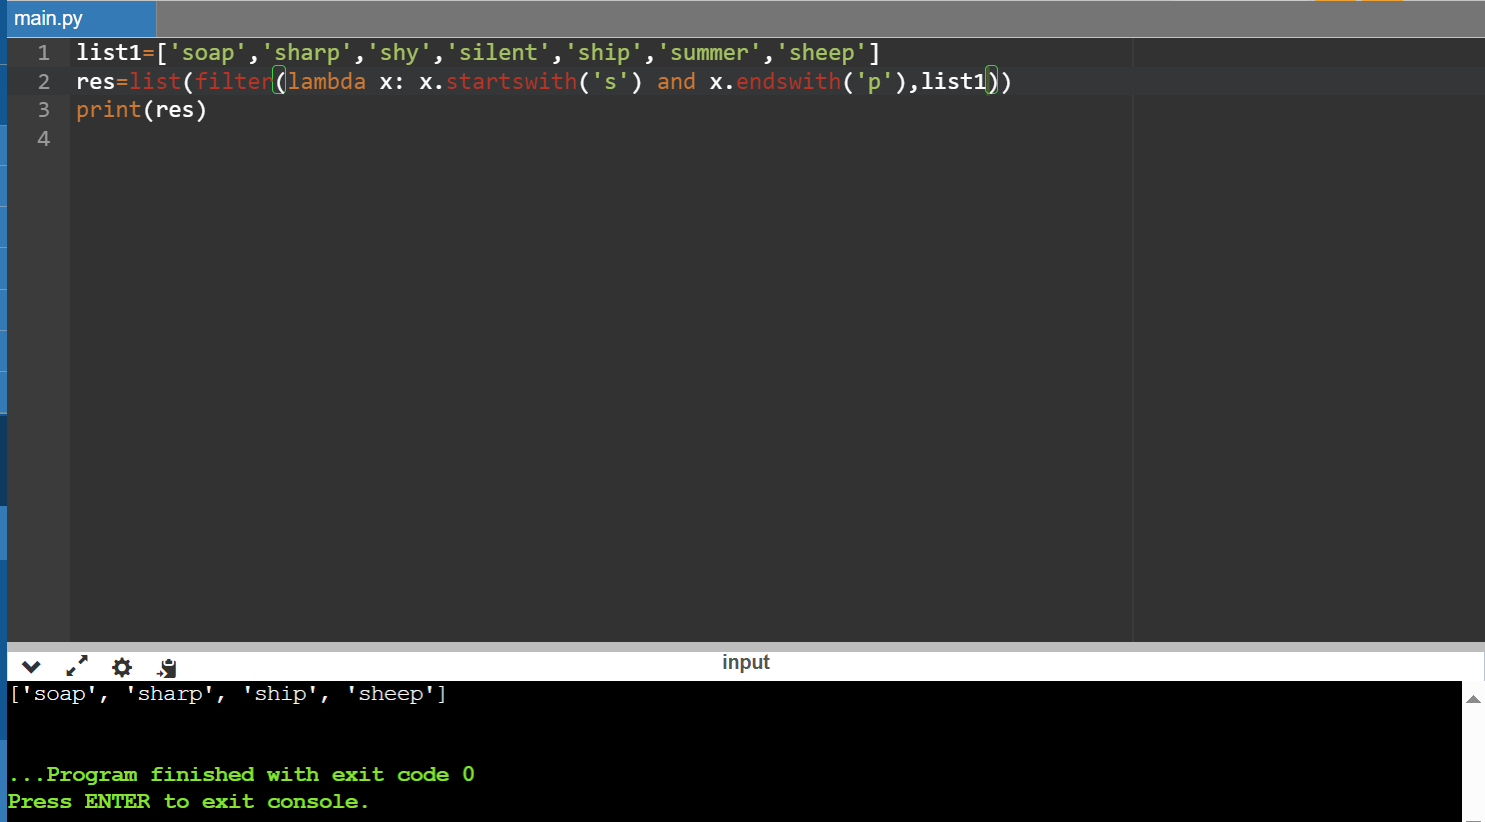 main.py
1 list1=['soap','sharp','shy','silent','ship','summer','sheep']
2 res=list(filter(lambda x: x.startswith('s') and x.endswith('p'),list1))
3 print(res)
4
input
['soap', 'sharp', 'ship', 'sheep']
...Program finished with exit code 0
Press ENTER to exit console.